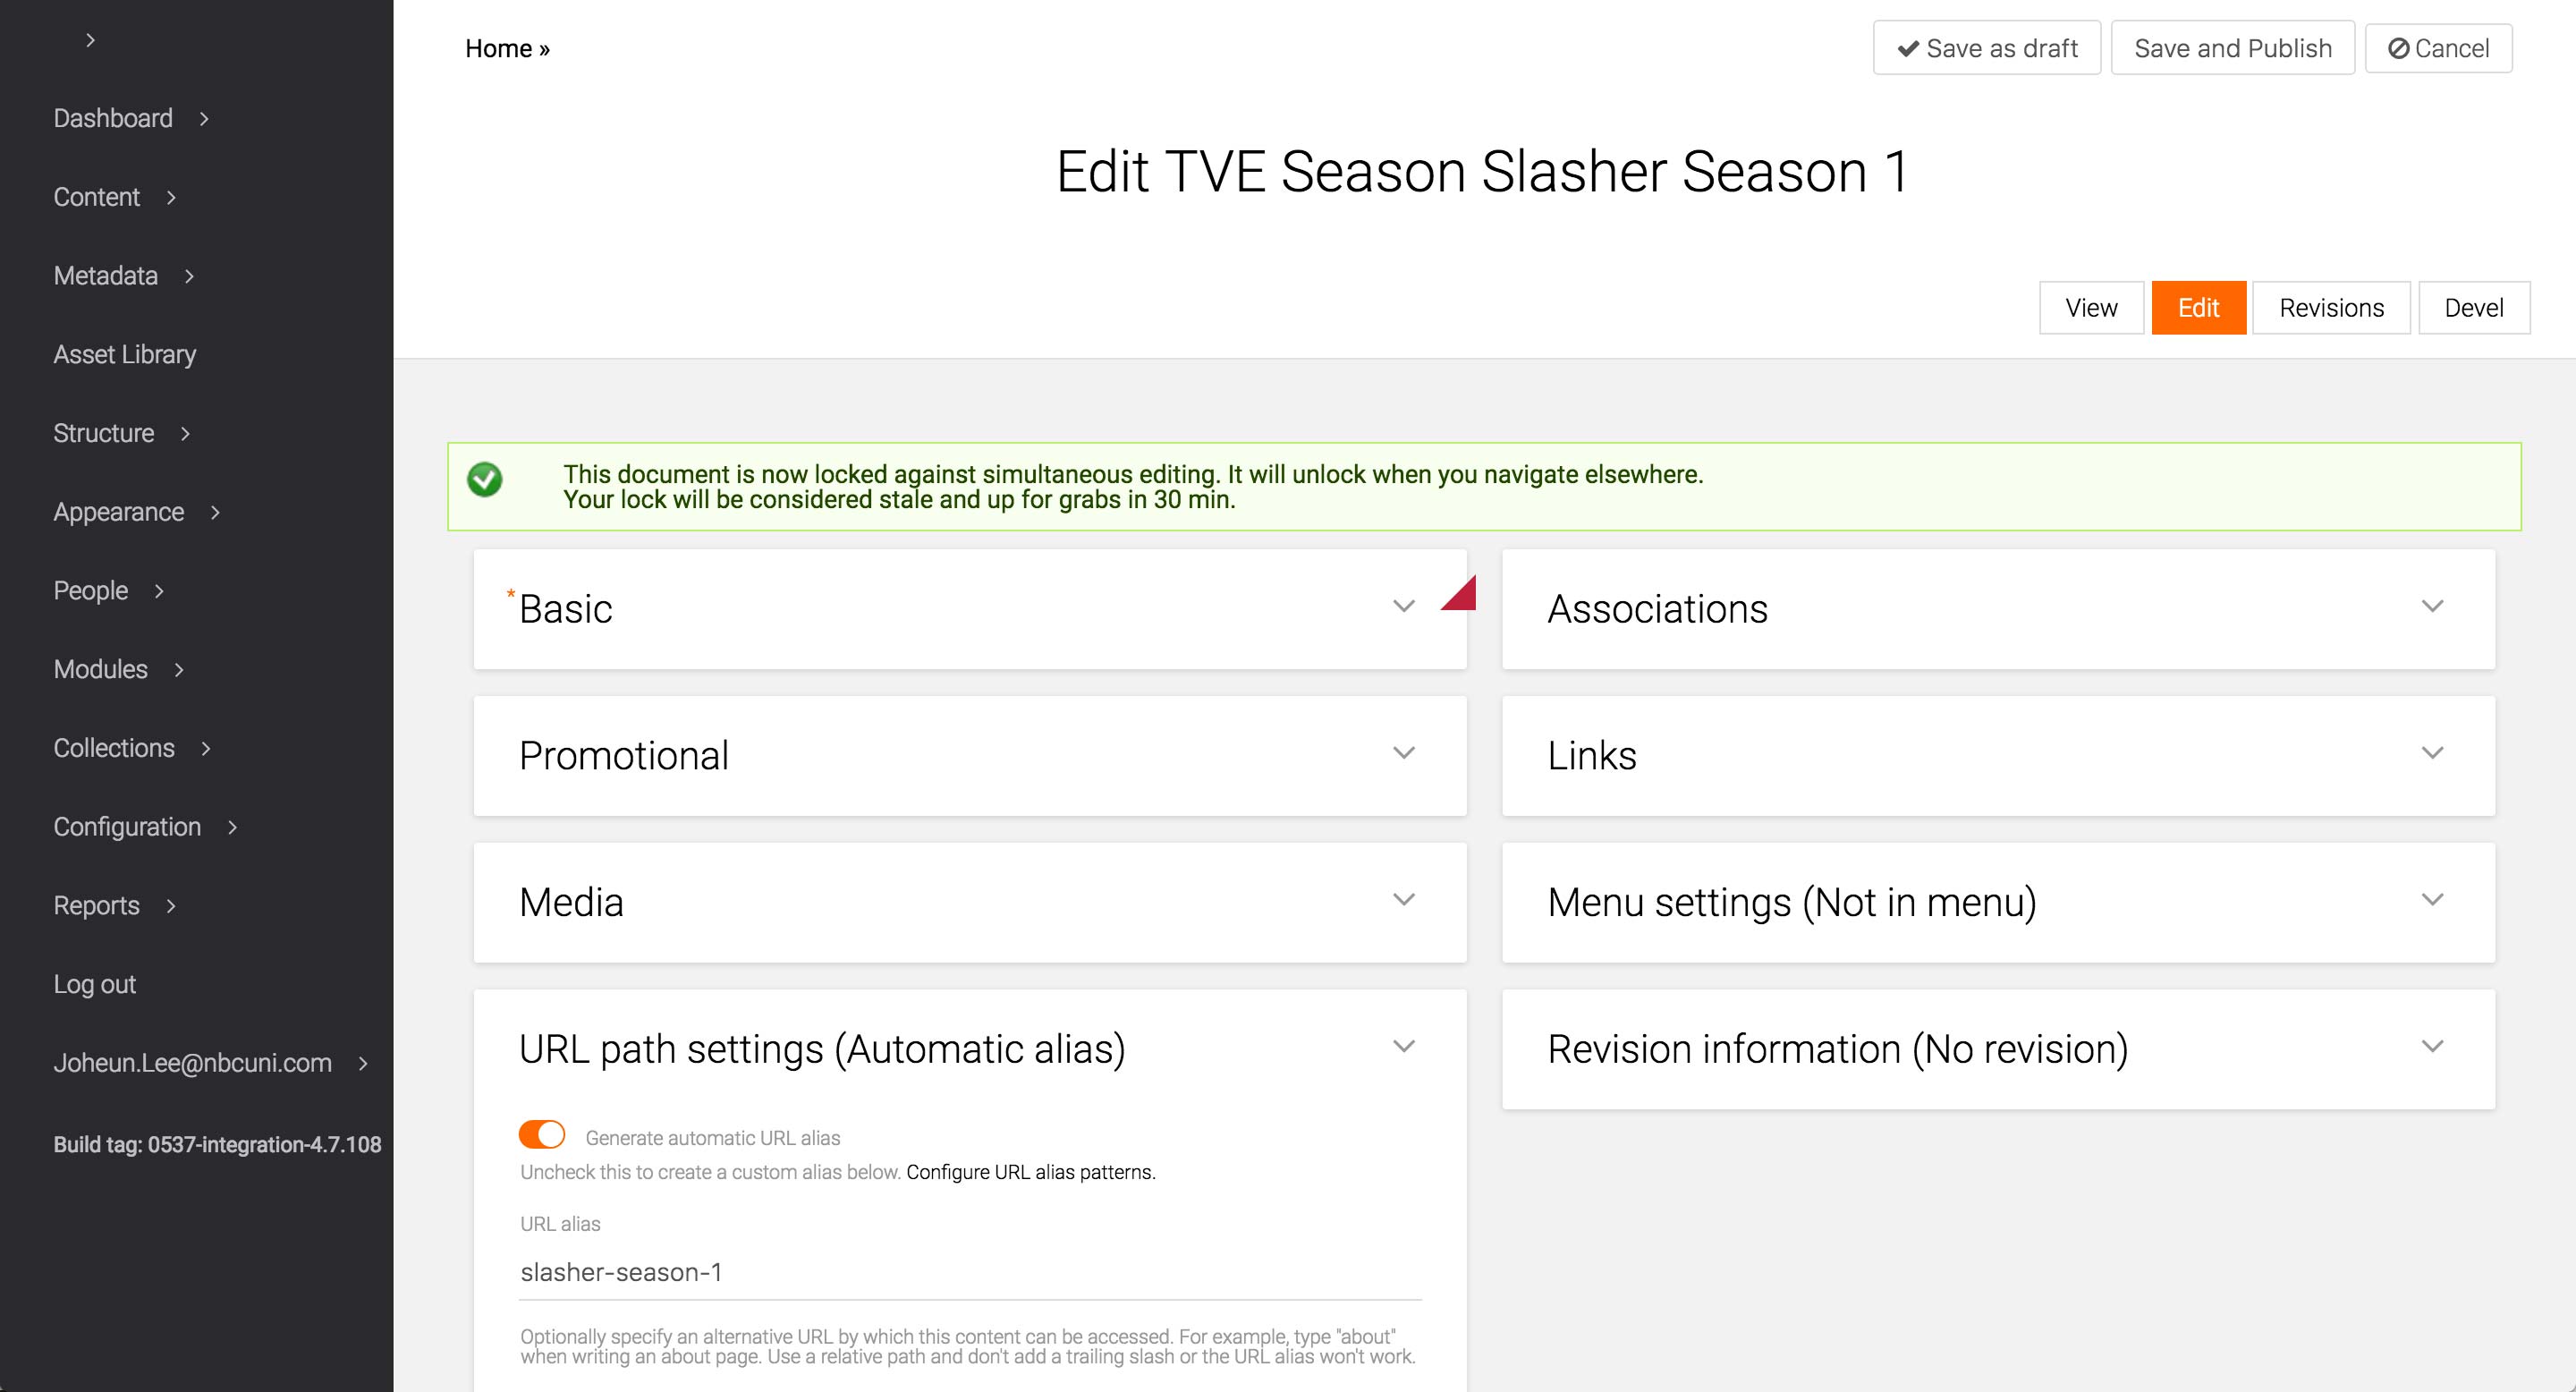 Dashboard
Content
Metadata
Asset Library
Structure
Appearance
People
Modules
Collections
Configuration
Reports
Log out
Joheun.Lee@nbcuni.com
Build tag: 0537-integration-4.7.108
Home »
Save as draft
Save and Publish
Cancel
Edit TVE Season Slasher Season 1
View
Edit
Revisions
Devel
This document is now locked against simultaneous editing. It will unlock when you navigate elsewhere.
Your lock will be considered stale and up for grabs in 30 min.
* Basic
Associations
Promotional
Links
Media
Menu settings (Not in menu)
URL path settings (Automatic alias)
Revision information (No revision)
Generate automatic URL alias
Uncheck this to create a custom alias below. Configure URL alias patterns.
URL alias
slasher-season-1
Optionally specify an alternative URL by which this content can be accessed. For example, type "about"
when writing an about page. Use a relative path and don't add a trailing slash or the URL alias won't work.